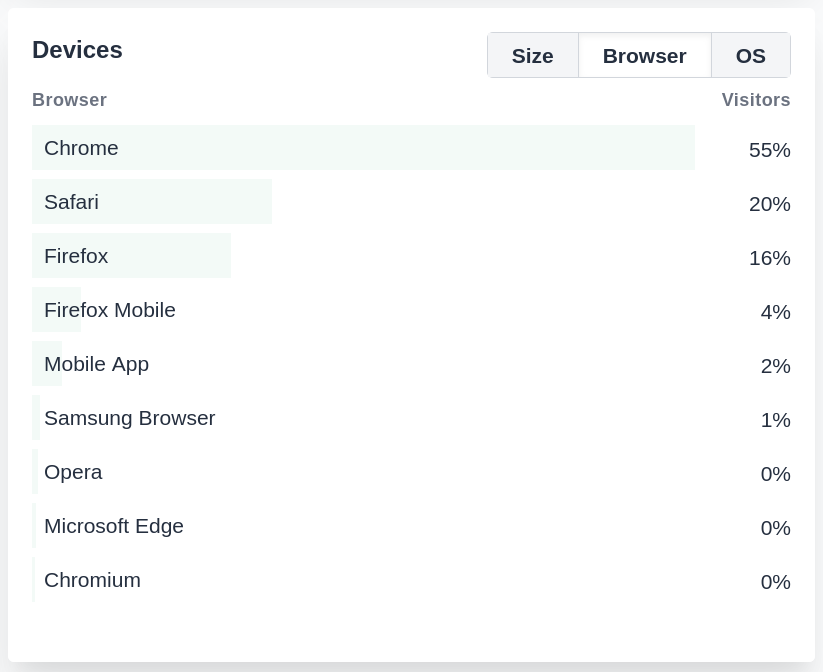 Devices
Size Browser OS
Browser Visitors
Chrome 55%
Safari 20%
Firefox 16%
Firefox Mobile 4%
Mobile App 2%
Samsung Browser 1%
Opera 0%
Microsoft Edge 0%
Chromium 0%